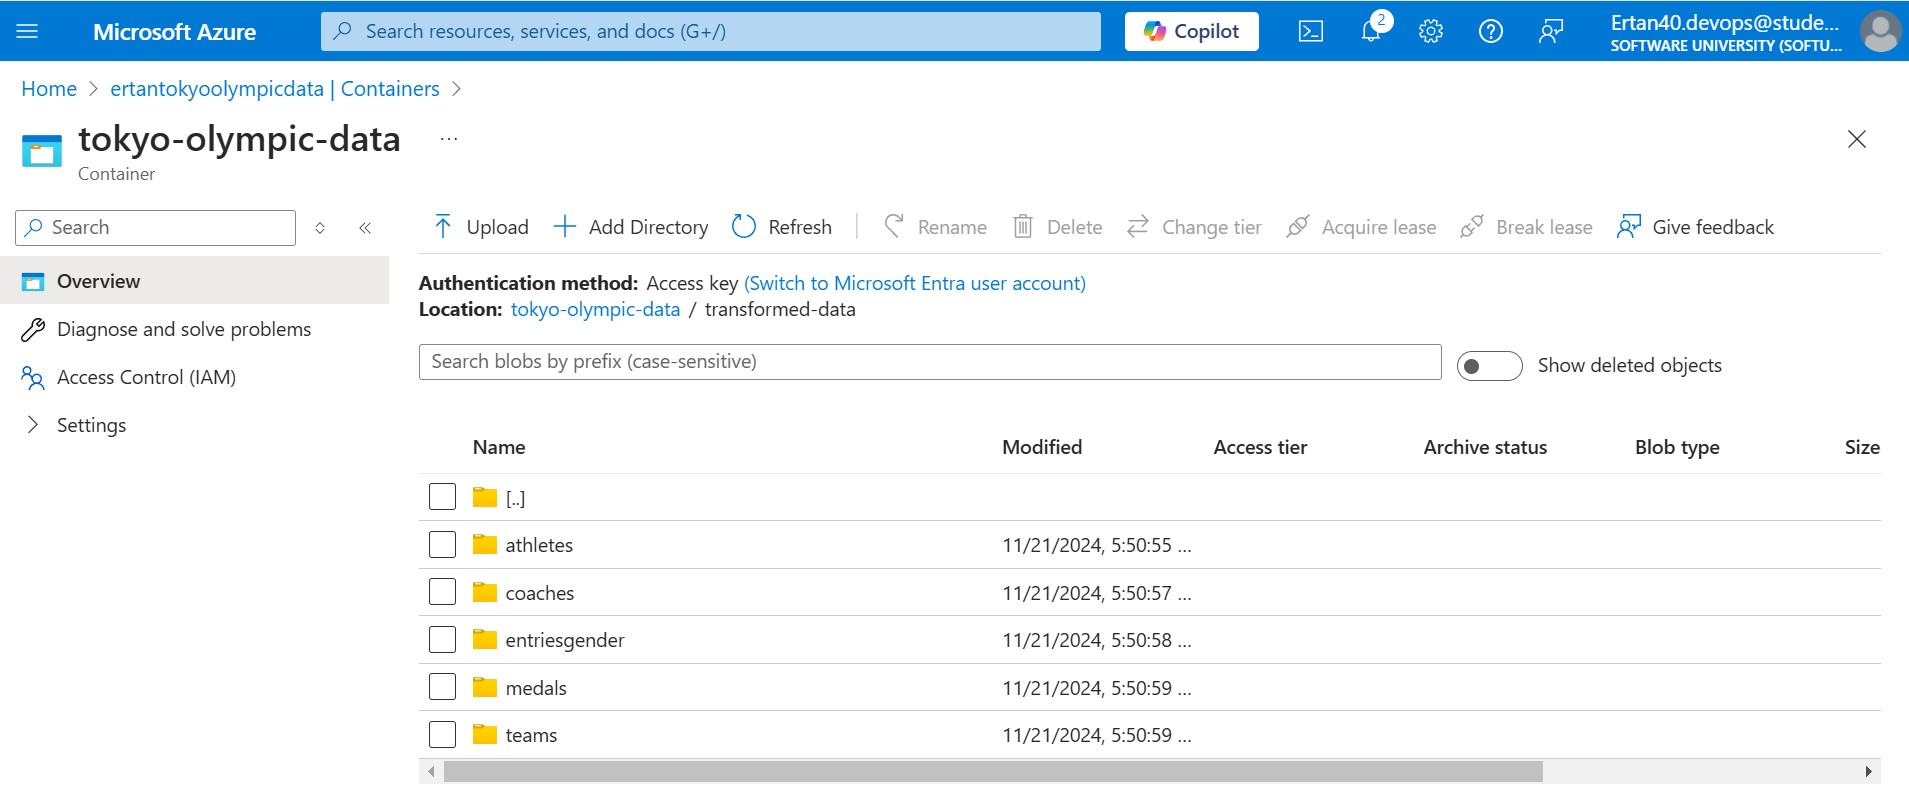 Microsoft Azure
Search resources, services, and docs (G+/)
Copilot
2
Ertan40.devops@stude...
SOFTWARE UNIVERSITY (SOFTU...
Home > ertantokyoolympicdata | Containers >
tokyo-olympic-data ...
Container
Search
Overview
Diagnose and solve problems
Access Control (IAM)
Settings
Upload Add Directory Refresh Rename Delete Change tier Acquire lease Break lease Give feedback
Authentication method: Access key (Switch to Microsoft Entra user account)
Location: tokyo-olympic-data / transformed-data
Search blobs by prefix (case-sensitive)
Show deleted objects
Name Modified Access tier Archive status Blob type Size
[..]
athletes 11/21/2024, 5:50:55 ...
coaches 11/21/2024, 5:50:57 ...
entriesgender 11/21/2024, 5:50:58 ...
medals 11/21/2024, 5:50:59 ...
teams 11/21/2024, 5:50:59 ...